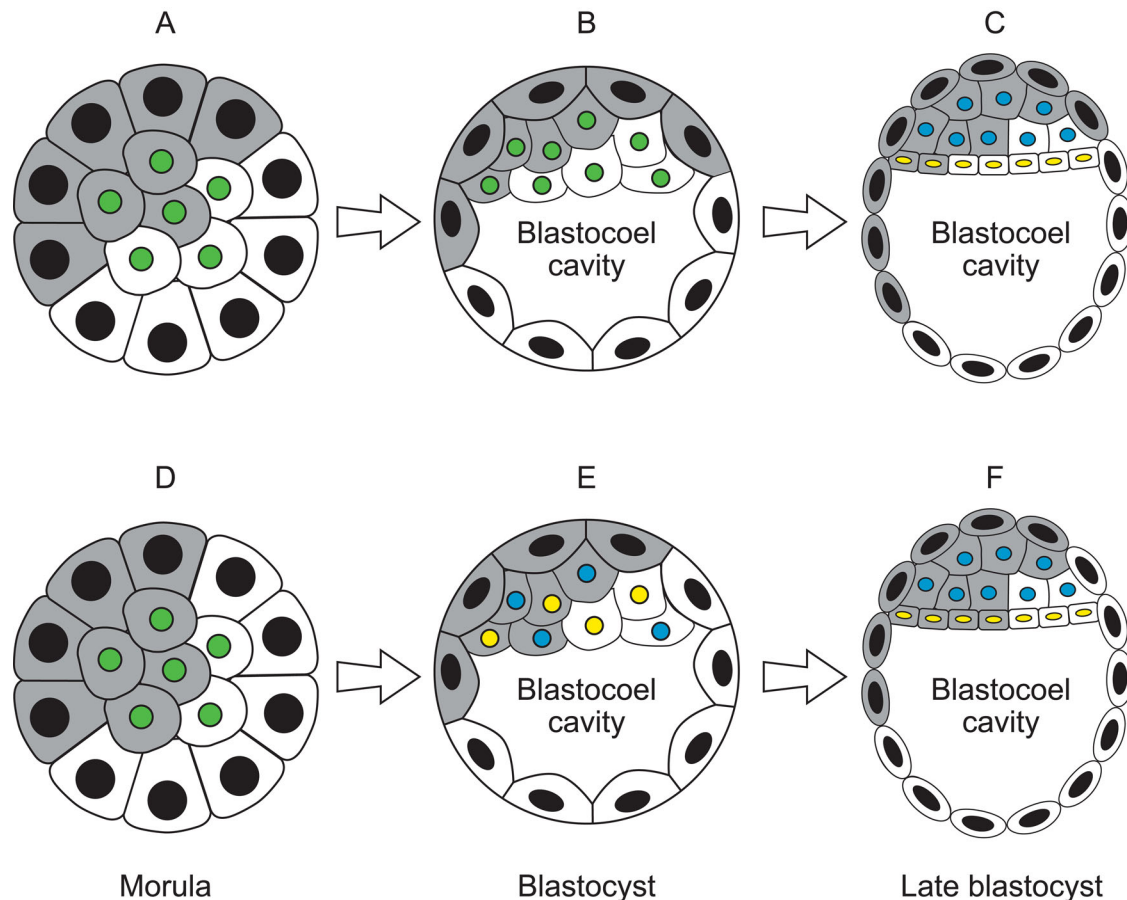 A
B
C
Blastocoel
cavity
Blastocoel
cavity
D
E
F
Blastocoel
cavity
Blastocoel
cavity
Morula
Blastocyst
Late blastocyst